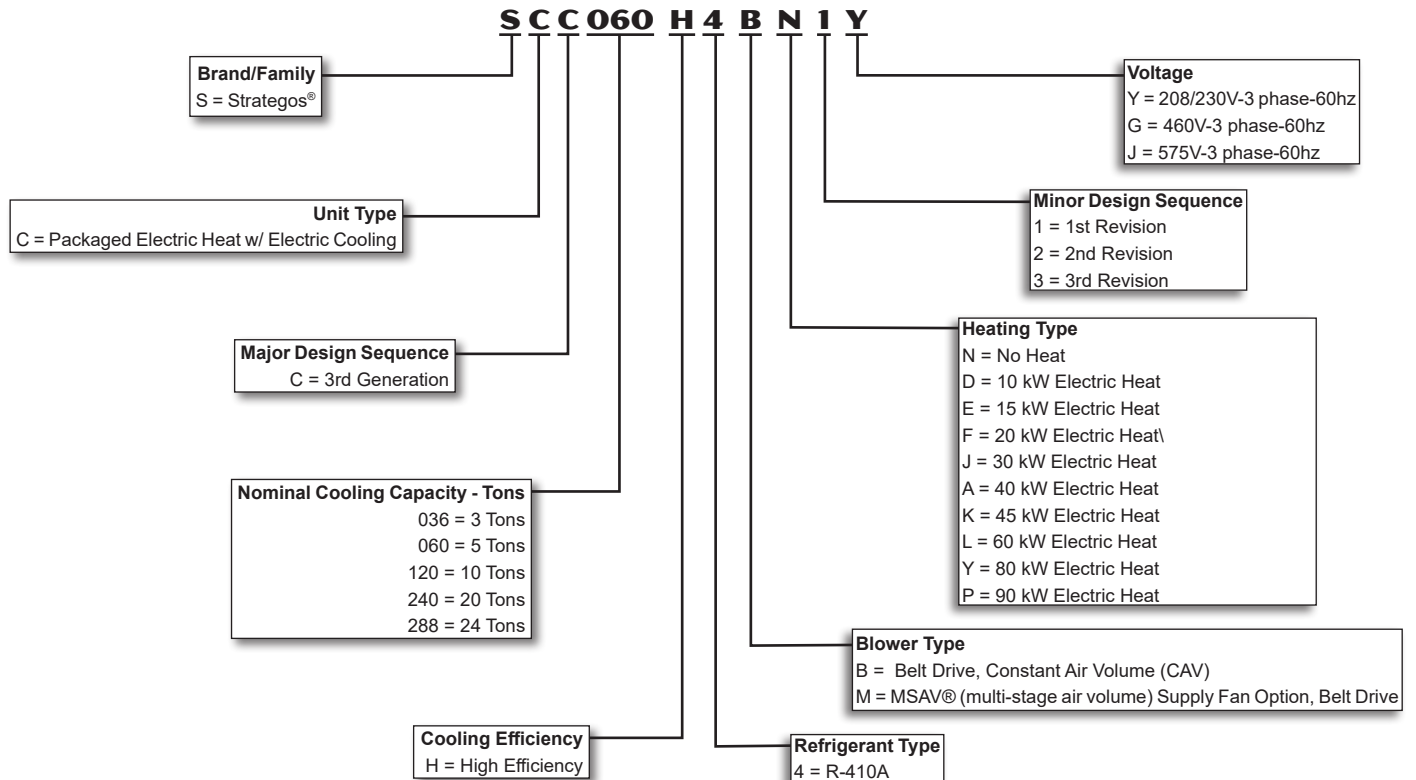 S C C 060 H 4 B N 1 Y
Brand/Family
S = Strategos®
Unit Type
C = Packaged Electric Heat w/ Electric Cooling
Major Design Sequence
C = 3rd Generation
Nominal Cooling Capacity - Tons
036 = 3 Tons
060 = 5 Tons
120 = 10 Tons
240 = 20 Tons
288 = 24 Tons
Cooling Efficiency
H = High Efficiency
Voltage
Y = 208/230V-3 phase-60hz
G = 460V-3 phase-60hz
J = 575V-3 phase-60hz
Minor Design Sequence
1 = 1st Revision
2 = 2nd Revision
3 = 3rd Revision
Heating Type
N = No Heat
D = 10 kW Electric Heat
E = 15 kW Electric Heat
F = 20 kW Electric Heat\
J = 30 kW Electric Heat
A = 40 kW Electric Heat
K = 45 kW Electric Heat
L = 60 kW Electric Heat
Y = 80 kW Electric Heat
P = 90 kW Electric Heat
Blower Type
B = Belt Drive, Constant Air Volume (CAV)
M = MSAV® (multi-stage air volume) Supply Fan Option, Belt Drive
Refrigerant Type
4 = R-410A